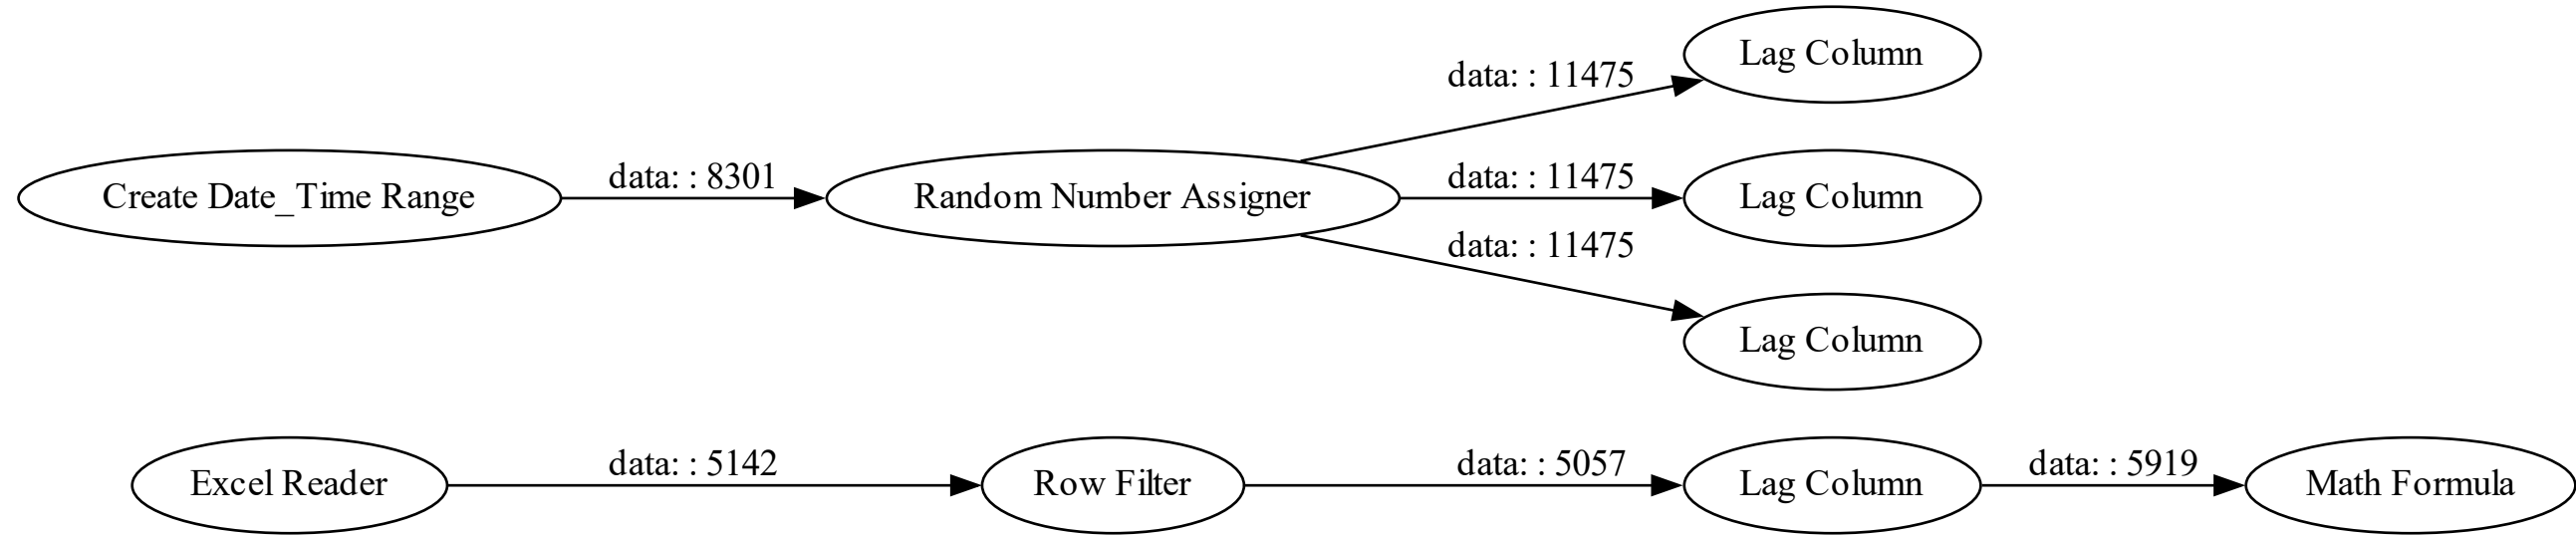 Lag Column
data: : 11475
Create Date_Time Range
data: : 8301
Random Number Assigner
data: : 11475
Lag Column
data: : 11475
Lag Column
Excel Reader
data: : 5142
Row Filter
data: : 5057
Lag Column
data: : 5919
Math Formula